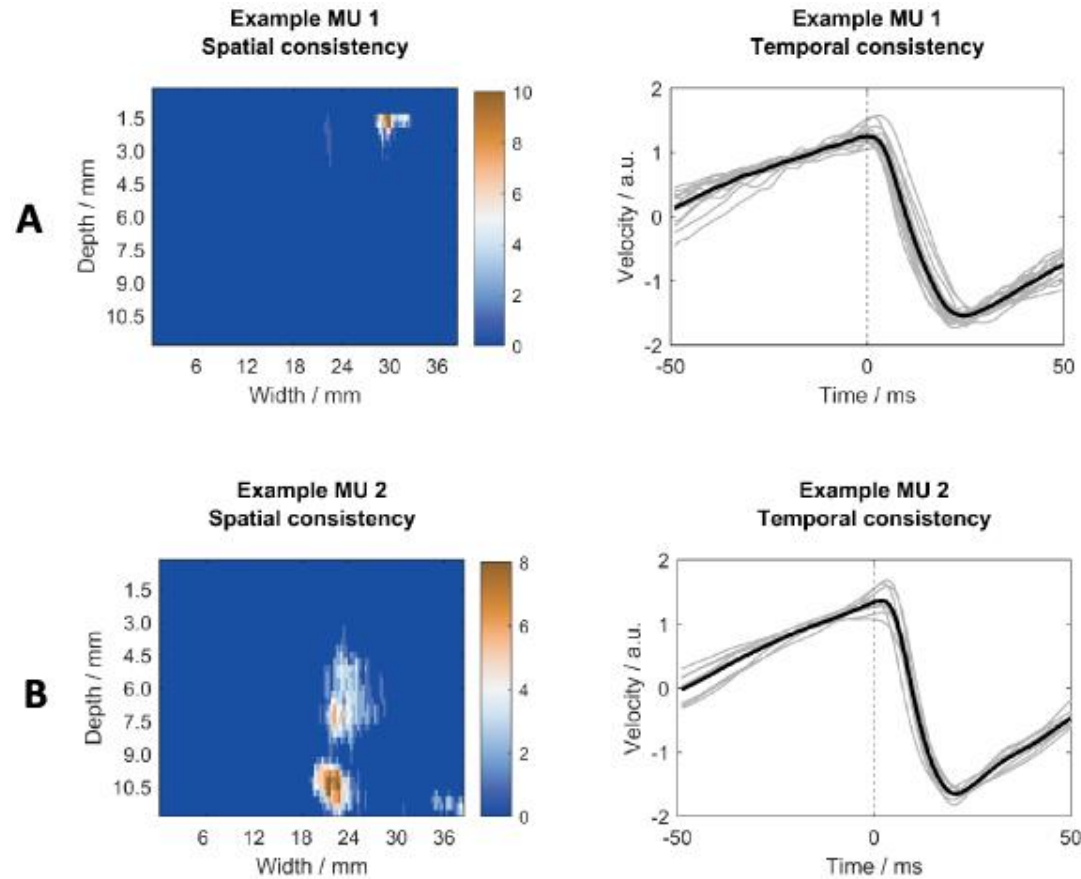 Example MU 1
Spatial consistency
Example MU 1
Temporal consistency
A
Depth / mm
1.5
3.0
4.5
6.0
7.5
9.0
10.5
6 12 18 24 30 36
Width / mm
10
8
6
4
2
0
Velocity / a.u.
2
1
0
-1
-2
-50 0 50
Time / ms
Example MU 2
Spatial consistency
Example MU 2
Temporal consistency
B
Depth / mm
1.5
3.0
4.5
6.0
7.5
9.0
10.5
6 12 18 24 30 36
Width / mm
8
6
4
2
0
Velocity / a.u.
2
1
0
-1
-2
-50 0 50
Time / ms